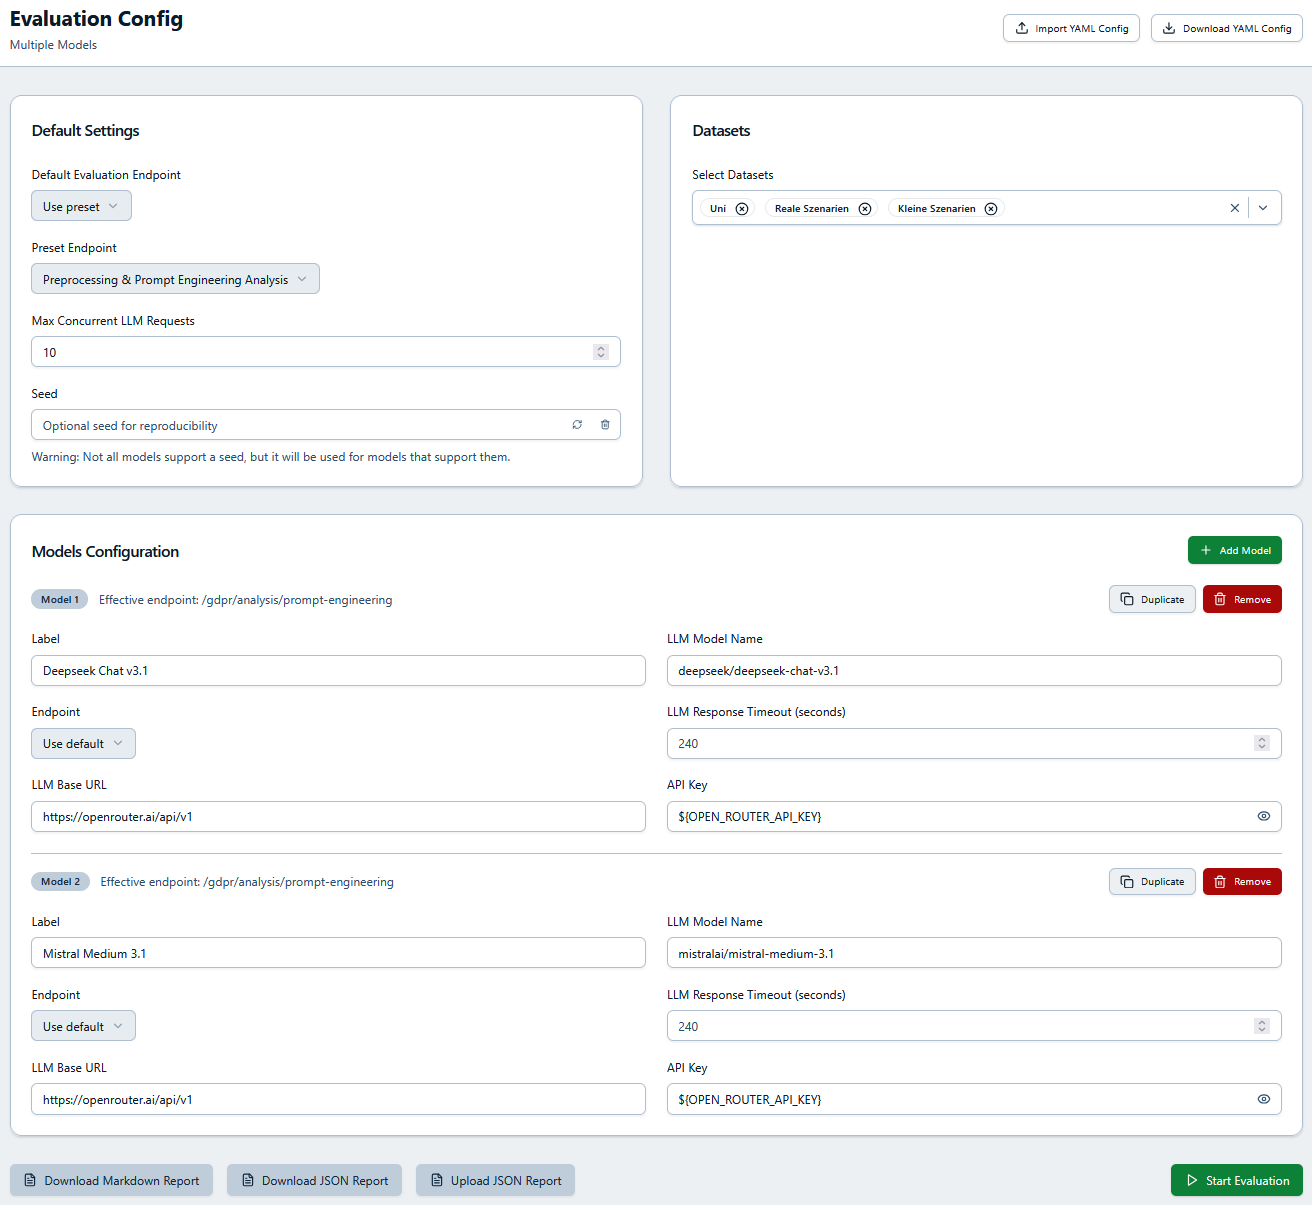 Evaluation Config
Multiple Models
Import YAML Config
Download YAML Config
Default Settings
Default Evaluation Endpoint
Use preset
Preset Endpoint
Preprocessing & Prompt Engineering Analysis
Max Concurrent LLM Requests
10
Seed
Optional seed for reproducibility
Warning: Not all models support a seed, but it will be used for models that support them.
Datasets
Select Datasets
Uni
Reale Szenarien
Kleine Szenarien
Models Configuration
Add Model
Model 1
Effective endpoint: /gdpr/analysis/prompt-engineering
Duplicate
Remove
Label
LLM Model Name
Deepseek Chat v3.1
deepseek/deepseek-chat-v3.1
Endpoint
LLM Response Timeout (seconds)
Use default
240
LLM Base URL
API Key
https://openrouter.ai/api/v1
${OPEN_ROUTER_API_KEY}
Model 2
Effective endpoint: /gdpr/analysis/prompt-engineering
Duplicate
Remove
Label
LLM Model Name
Mistral Medium 3.1
mistralai/mistral-medium-3.1
Endpoint
LLM Response Timeout (seconds)
Use default
240
LLM Base URL
API Key
https://openrouter.ai/api/v1
${OPEN_ROUTER_API_KEY}
Download Markdown Report
Download JSON Report
Upload JSON Report
Start Evaluation